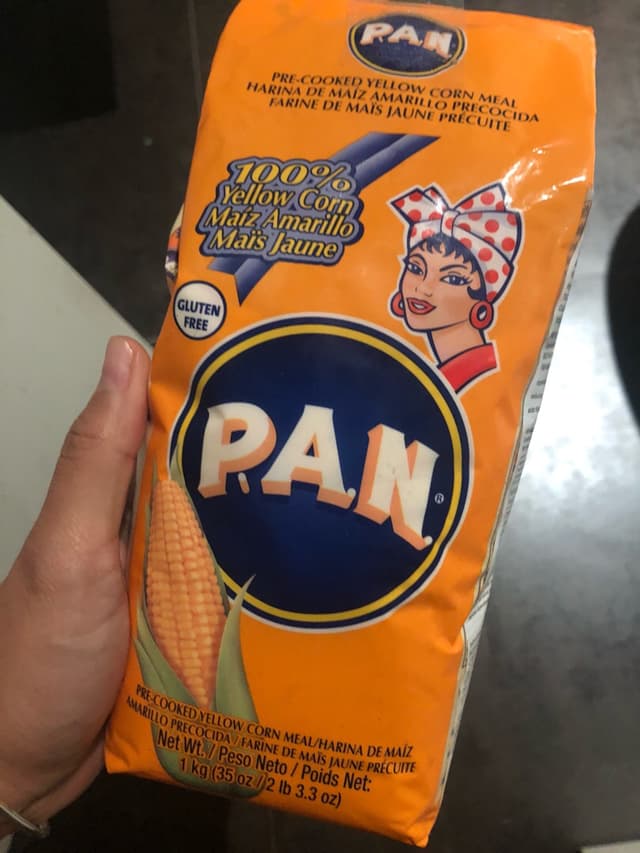 P.A.N.
PRE-COOKED YELLOW CORN MEAL
HARINA DE MAÍZ AMARILLO PRECOCIDA
FARINE DE MAÏS JAUNE PRÉCUITE
100%
Yellow Corn
Maíz Amarillo
Maïs Jaune
GLUTEN
FREE
P.A.N.®
PRE-COOKED YELLOW CORN MEAL/HARINA DE MAÍZ
AMARILLO PRECOCIDA/FARINE DE MAÏS JAUNE PRÉCUITE
Net Wt./Peso Neto/Poids Net:
1 kg (35 oz/2 lb 3.3 oz)